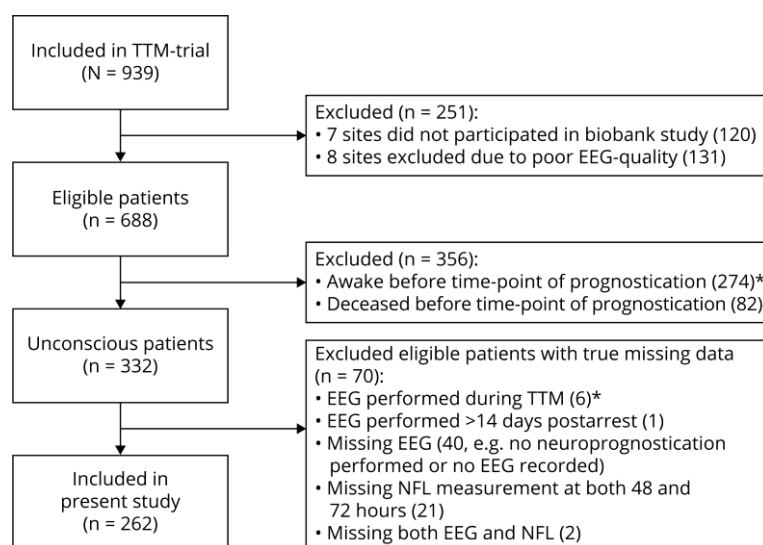 Included in TTM-trial
(N = 939)
Excluded (n = 251):
• 7 sites did not participated in biobank study (120)
• 8 sites excluded due to poor EEG-quality (131)
Eligible patients
(n = 688)
Excluded (n = 356):
• Awake before time-point of prognostication (274)*
• Deceased before time-point of prognostication (82)
Unconscious patients
(n = 332)
Excluded eligible patients with true missing data
(n = 70):
• EEG performed during TTM (6)*
• EEG performed >14 days postarrest (1)
• Missing EEG (40, e.g. no neuroprognostication
performed or no EEG recorded)
• Missing NFL measurement at both 48 and
72 hours (21)
• Missing both EEG and NFL (2)
Included in
present study
(n = 262)